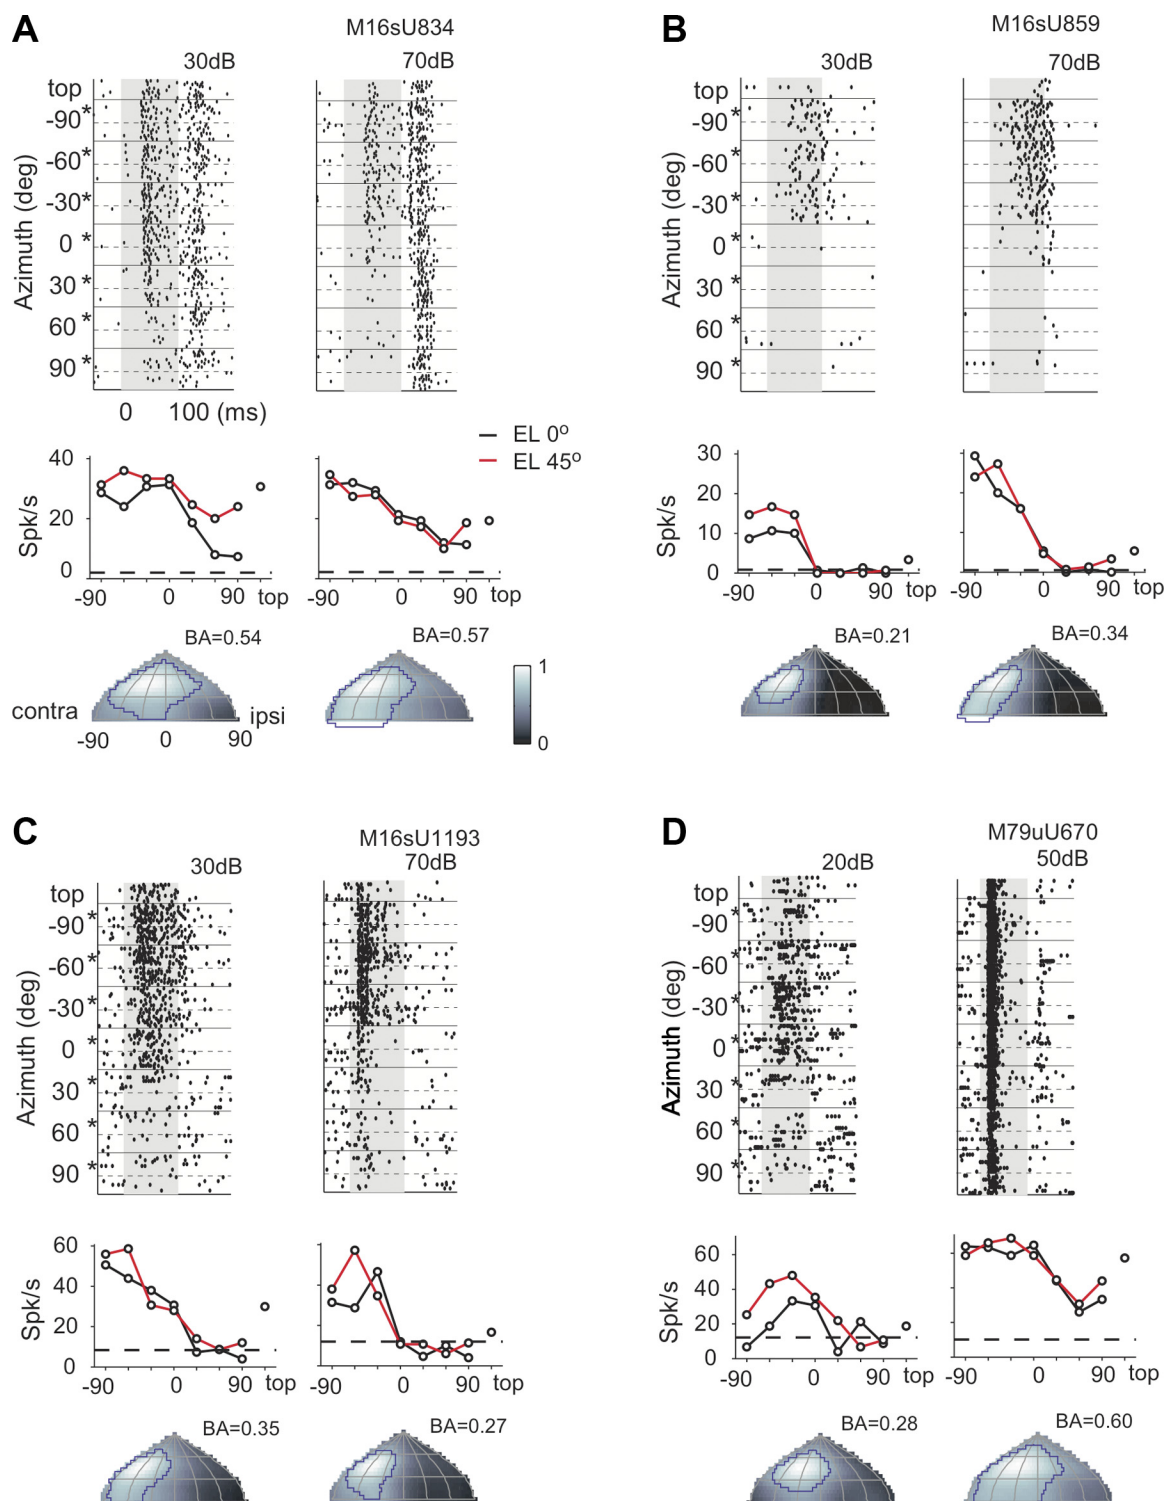 A
M16sU834
30dB
70dB
top
-90*
-60*
-30*
0 *
30 *
60 *
90 *
Azimuth (deg)
0 100 (ms)
EL 0o
EL 45o
40
20
0
Spk/s
-90 0 90 top
-90 0 90 top
BA=0.54
BA=0.57
contra
ipsi
-90 0 90
1
0
B
M16sU859
30dB
70dB
top
-90 *
-60 *
-30 *
0 *
30 *
60 *
90 *
Azimuth (deg)
30
20
10
0
Spk/s
-90 0 90 top
-90 0 90 top
BA=0.21
BA=0.34
C
M16sU1193
30dB
70dB
top
-90 *
-60 *
-30 *
0 *
30 *
60 *
90 *
Azimuth (deg)
60
40
20
0
Spk/s
-90 0 90 top
-90 0 90 top
BA=0.35
BA=0.27
D
M79uU670
20dB
50dB
top
-90 *
-60 *
-30 *
0 *
30 *
60 *
90 *
Azimuth (deg)
60
40
20
0
Spk/s
-90 0 90 top
-90 0 90 top
BA=0.28
BA=0.60